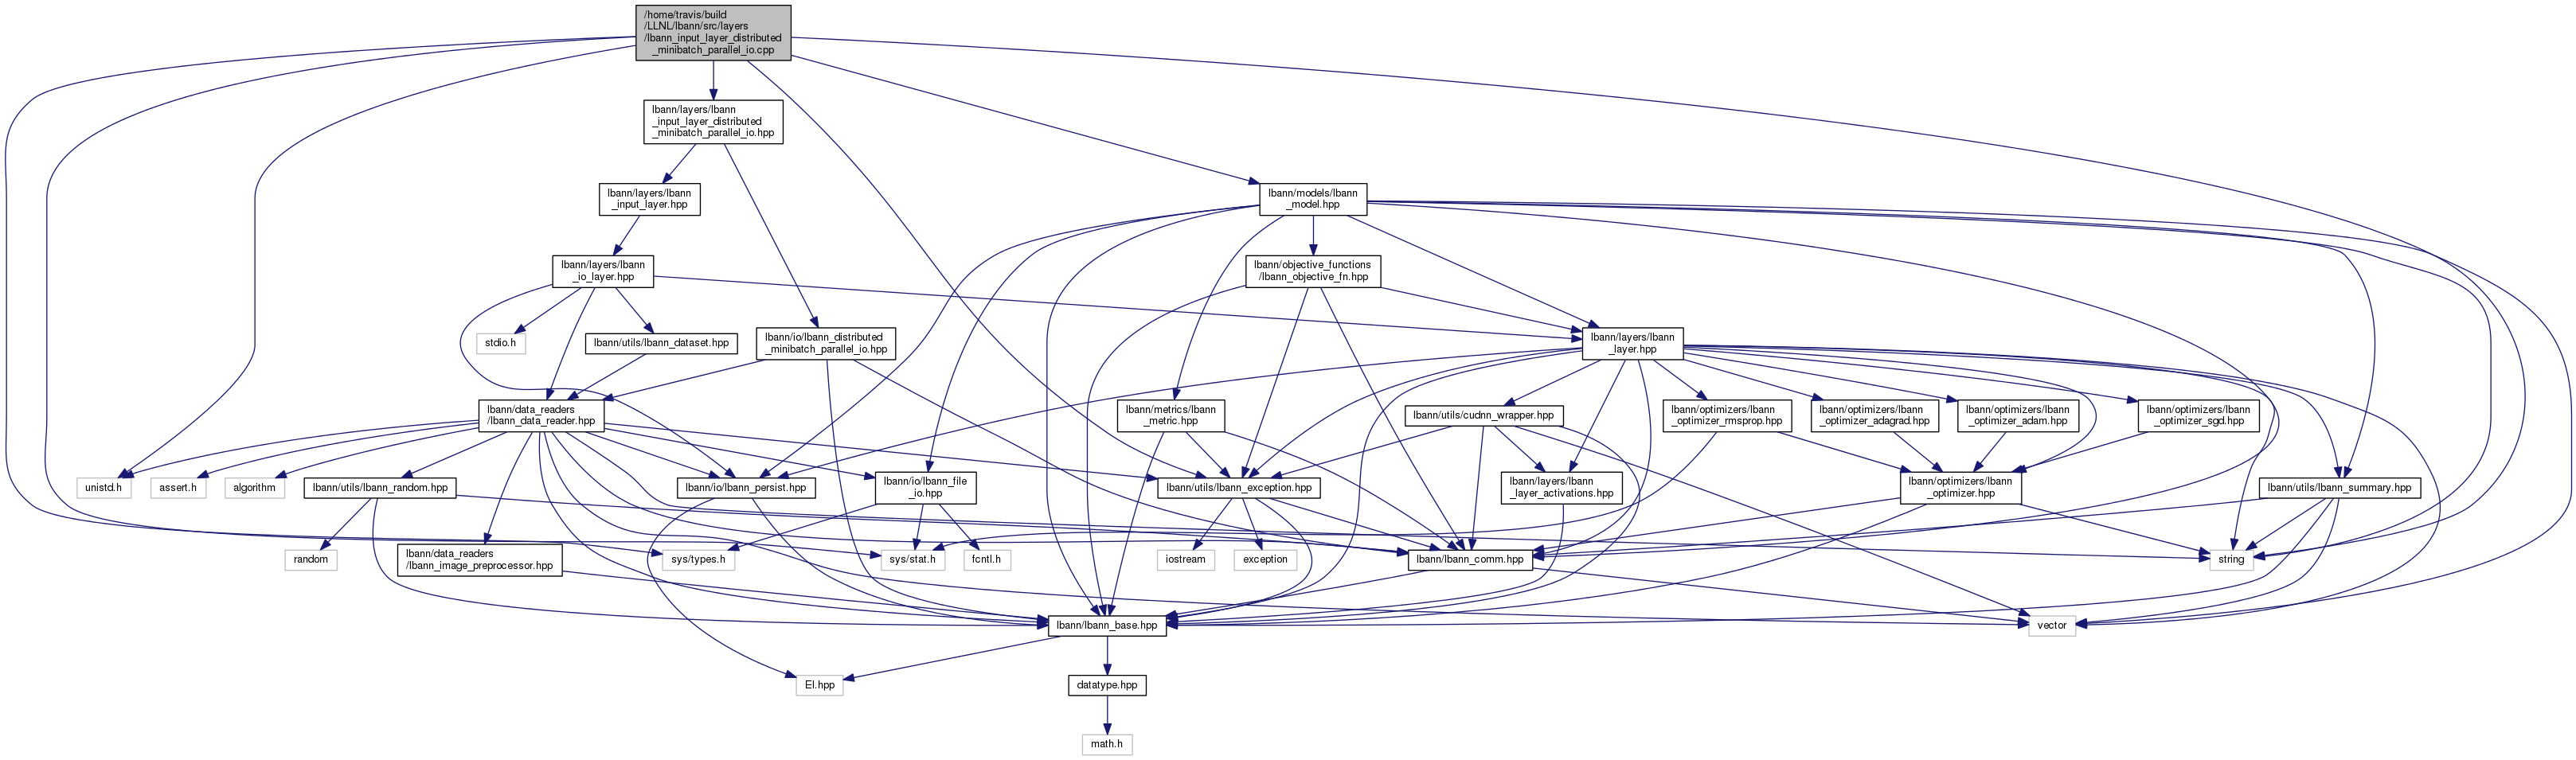 /home/travis/build
/LLNL/lbann/src/layers
/lbann_input_layer_distributed
_minibatch_parallel_io.cpp
lbann/layers/lbann
_input_layer_distributed
_minibatch_parallel_io.hpp
lbann/layers/lbann
_input_layer.hpp
lbann/models/lbann
_model.hpp
lbann/layers/lbann
_io_layer.hpp
lbann/objective_functions
/lbann_objective_fn.hpp
stdio.h
lbann/utils/lbann_dataset.hpp
lbann/io/lbann_distributed
_minibatch_parallel_io.hpp
lbann/layers/lbann
_layer.hpp
lbann/data_readers
/lbann_data_reader.hpp
lbann/metrics/lbann
_metric.hpp
lbann/utils/cudnn_wrapper.hpp
lbann/optimizers/lbann
_optimizer_rmsprop.hpp
lbann/optimizers/lbann
_optimizer_adagrad.hpp
lbann/optimizers/lbann
_optimizer_adam.hpp
lbann/optimizers/lbann
_optimizer_sgd.hpp
unistd.h
assert.h
algorithm
lbann/utils/lbann_random.hpp
lbann/io/lbann_persist.hpp
lbann/io/lbann_file
_io.hpp
lbann/utils/lbann_exception.hpp
lbann/layers/lbann
_layer_activations.hpp
lbann/optimizers/lbann
_optimizer.hpp
lbann/utils/lbann_summary.hpp
random
lbann/data_readers
/lbann_image_preprocessor.hpp
sys/types.h
sys/stat.h
fcntl.h
iostream
exception
lbann/lbann_comm.hpp
string
lbann/lbann_base.hpp
vector
El.hpp
datatype.hpp
math.h